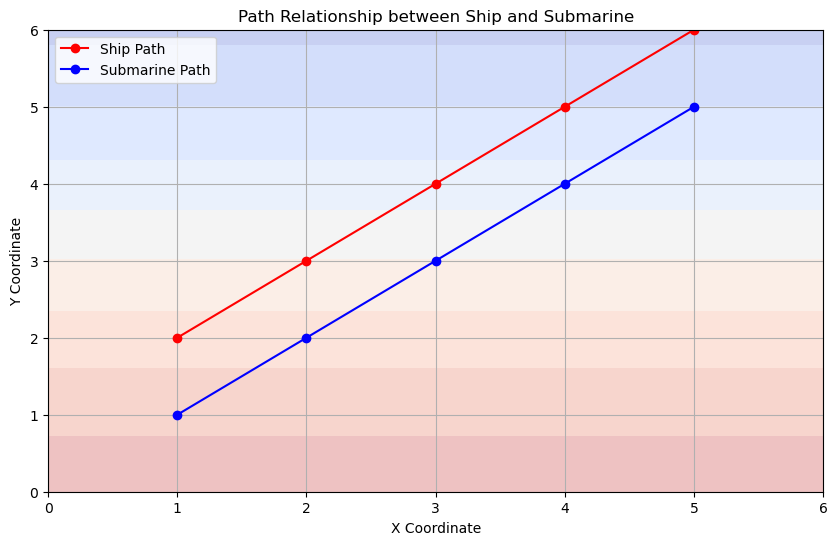 Path Relationship between Ship and Submarine
Ship Path
Submarine Path
Y Coordinate
6
5
4
3
2
1
0
0 1 2 3 4 5 6
X Coordinate